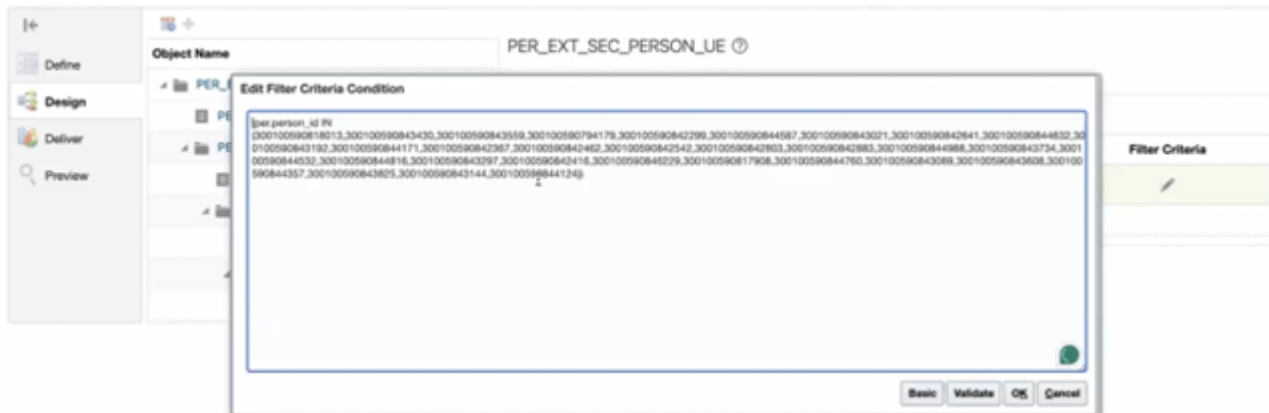 Define
Design
Deliver
Preview
Object Name
PER_EXT_SEC_PERSON_UE
Edit Filter Criteria Condition
per.person_id IN
(300100590818013,300100590843430,300100590843559,300100590794179,300100590842299,300100590844587,300100590843021,300100590842641,300100590844632,30
0100590843192,300100590844171,300100590842367,300100590842462,300100590842542,300100590842803,300100590842883,300100590844988,300100590843734,3001
00590844532,300100590844816,300100590843297,300100590842416,300100590846229,300100590817908,300100590844760,300100590843089,300100590843608,300100
590844357,300100590843825,300100590843144,300100590844124)
Filter Criteria
Basic Validate OK Cancel